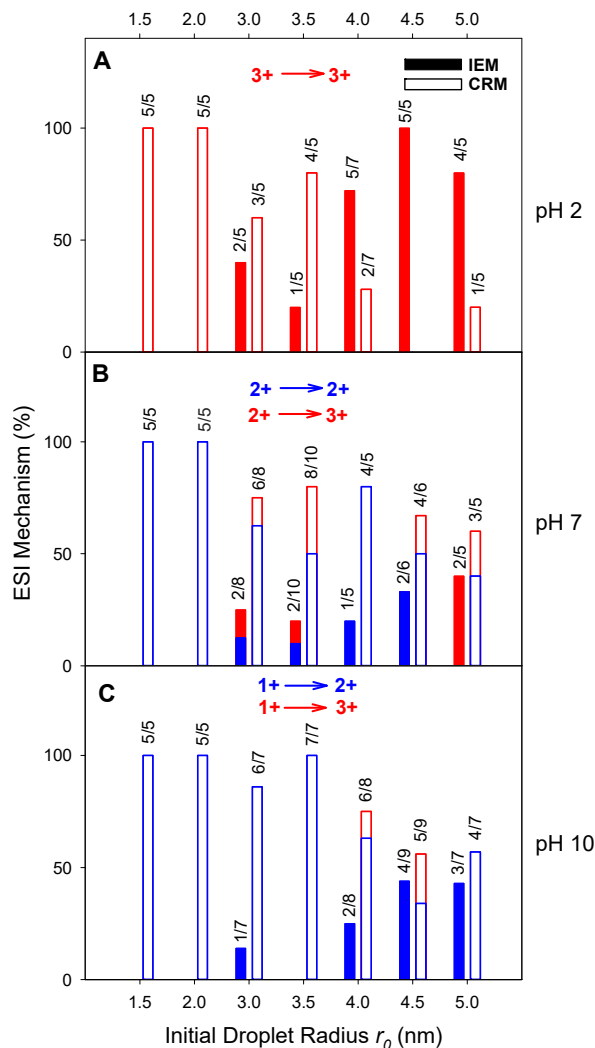 1.5 2.0 3.0 3.5 4.0 4.5 5.0
A
3+ → 3+
IEM
CRM
5/5 5/5 2/5 3/5 1/5 4/5 5/7 2/7 5/5 4/5 1/5
100
50
0
pH 2
B
2+ → 2+
2+ → 3+
5/5 5/5 2/8 6/8 2/10 8/10 1/5 4/5 2/6 4/6 2/5 3/5
100
50
0
pH 7
ESI Mechanism (%)
C
1+ → 2+
1+ → 3+
5/5 5/5 1/7 6/7 7/7 2/8 6/8 4/9 5/9 3/7 4/7
100
50
0
pH 10
1.5 2.0 3.0 3.5 4.0 4.5 5.0
Initial Droplet Radius r0 (nm)